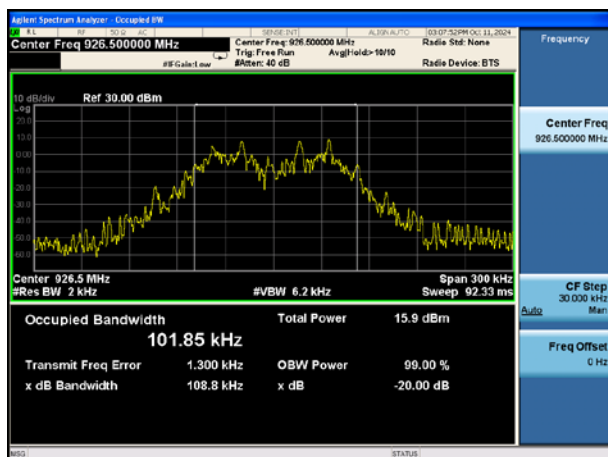 Agilent Spectrum Analyzer - Occupied BW
RL RF 50 Ω AC SENSE:INT ALIGN AUTO 03:07:52PM Oct 11, 2024
Center Freq 926.500000 MHz Center Freq: 926.500000 MHz Radio Std: None
Trig: Free Run Avg|Hold:>10/10
#IFGain:Low #Atten: 40 dB Radio Device: BTS
10 dB/div Ref 30.00 dBm
Log
20.0
10.0
0.00
-10.0
-20.0
-30.0
-40.0
-50.0
-60.0
Center 926.5 MHz Span 300 kHz
#Res BW 2 kHz #VBW 6.2 kHz Sweep 92.33 ms
Occupied Bandwidth Total Power 15.9 dBm
101.85 kHz
Transmit Freq Error 1.300 kHz OBW Power 99.00 %
x dB Bandwidth 108.8 kHz x dB -20.00 dB
MSG STATUS
Frequency
Center Freq
926.500000 MHz
CF Step
30.000 kHz
Auto Man
Freq Offset
0 Hz